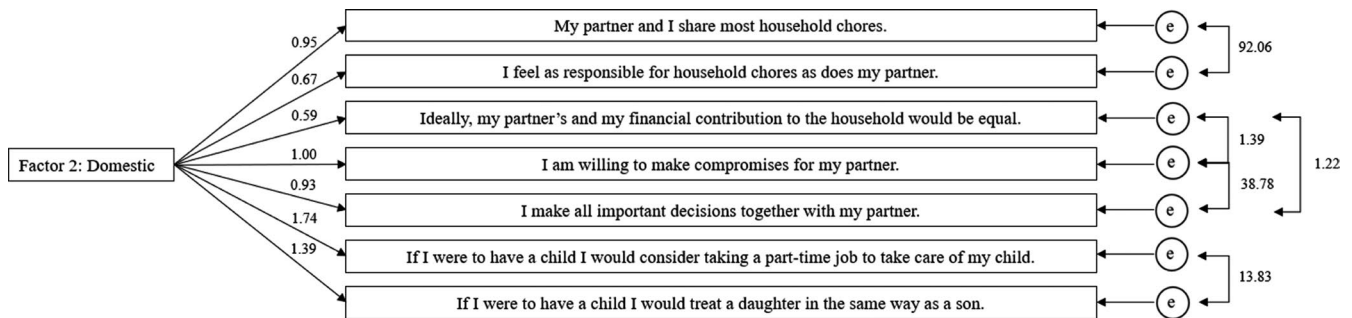 My partner and I share most household chores.
e
0.95
92.06
I feel as responsible for household chores as does my partner.
e
0.67
Ideally, my partner's and my financial contribution to the household would be equal.
e
0.59
1.39
Factor 2: Domestic
1.00
I am willing to make compromises for my partner.
e
1.22
0.93
38.78
I make all important decisions together with my partner.
e
1.74
1.39
If I were to have a child I would consider taking a part-time job to take care of my child.
e
13.83
If I were to have a child I would treat a daughter in the same way as a son.
e